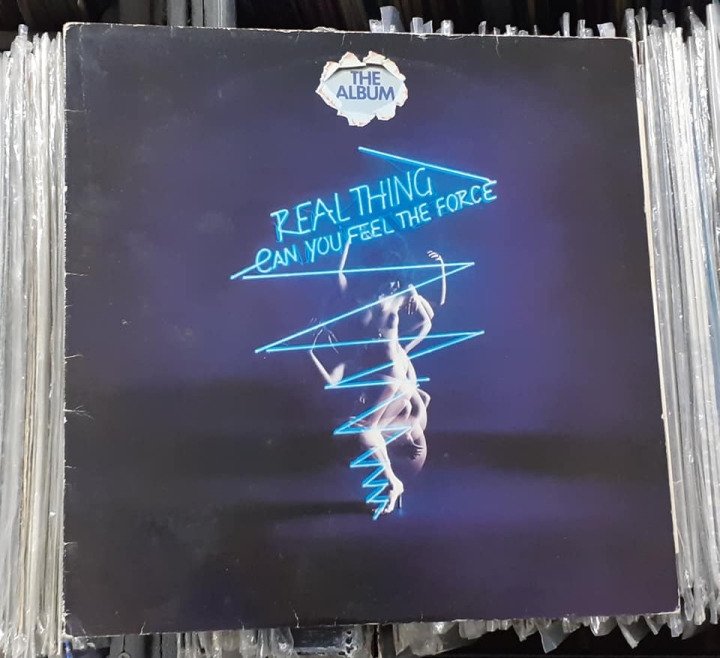 THE
ALBUM
REAL THING
CAN YOU FEEL THE FORCE